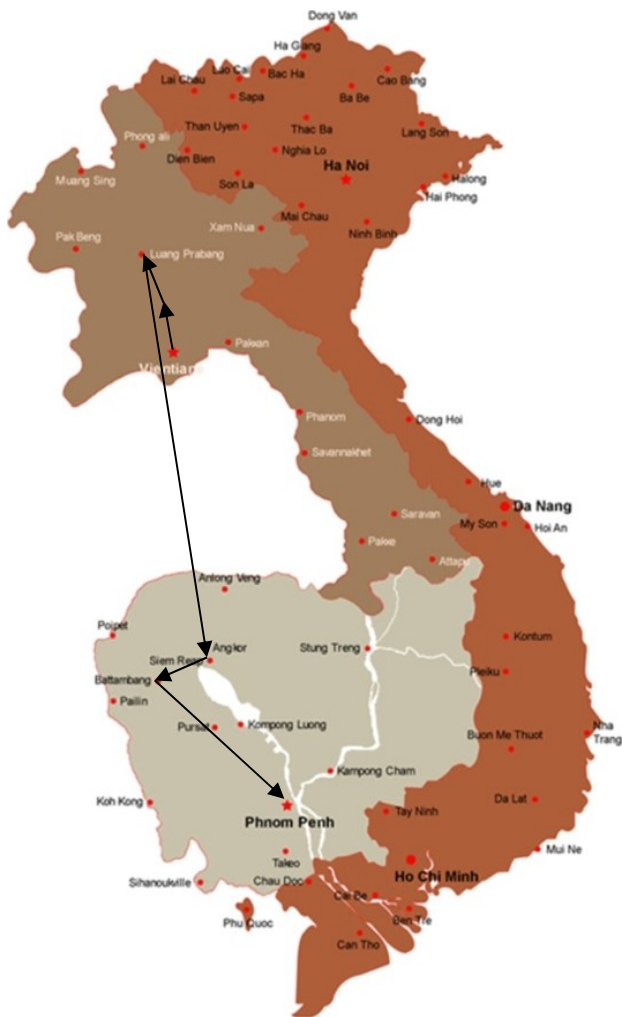 Dong Van
Ha Giang
Lao Cai
Bac Ha
Cao Bang
Lai Chau
Sapa
Ba Be
Than Uyen
Thac Ba
Lang Son
Phong ali
Dien Bien
Nghia Lo
Ha Noi
Muang Sing
Son La
Halong
Hai Phong
Mai Chau
Xam Nua
Ninh Binh
Pak Beng
Luang Prabang
Pakxan
Vientiane
Phanom
Dong Hoi
Savannakhet
Hue
Da Nang
Saravan
My Son
Hoi An
Pakse
Attapu
Anlong Veng
Poipet
Angkor
Stung Treng
Kontum
Siem Reap
Battambang
Pleiku
Pailin
Pursat
Kompong Luong
Nha
Trang
Buon Me Thuot
Kampong Cham
Koh Kong
Da Lat
Phnom Penh
Tay Ninh
Takeo
Mui Ne
Sihanoukville
Chau Doc
Ho Chi Minh
Cai Be
Phu Quoc
Ben Tre
Can Tho